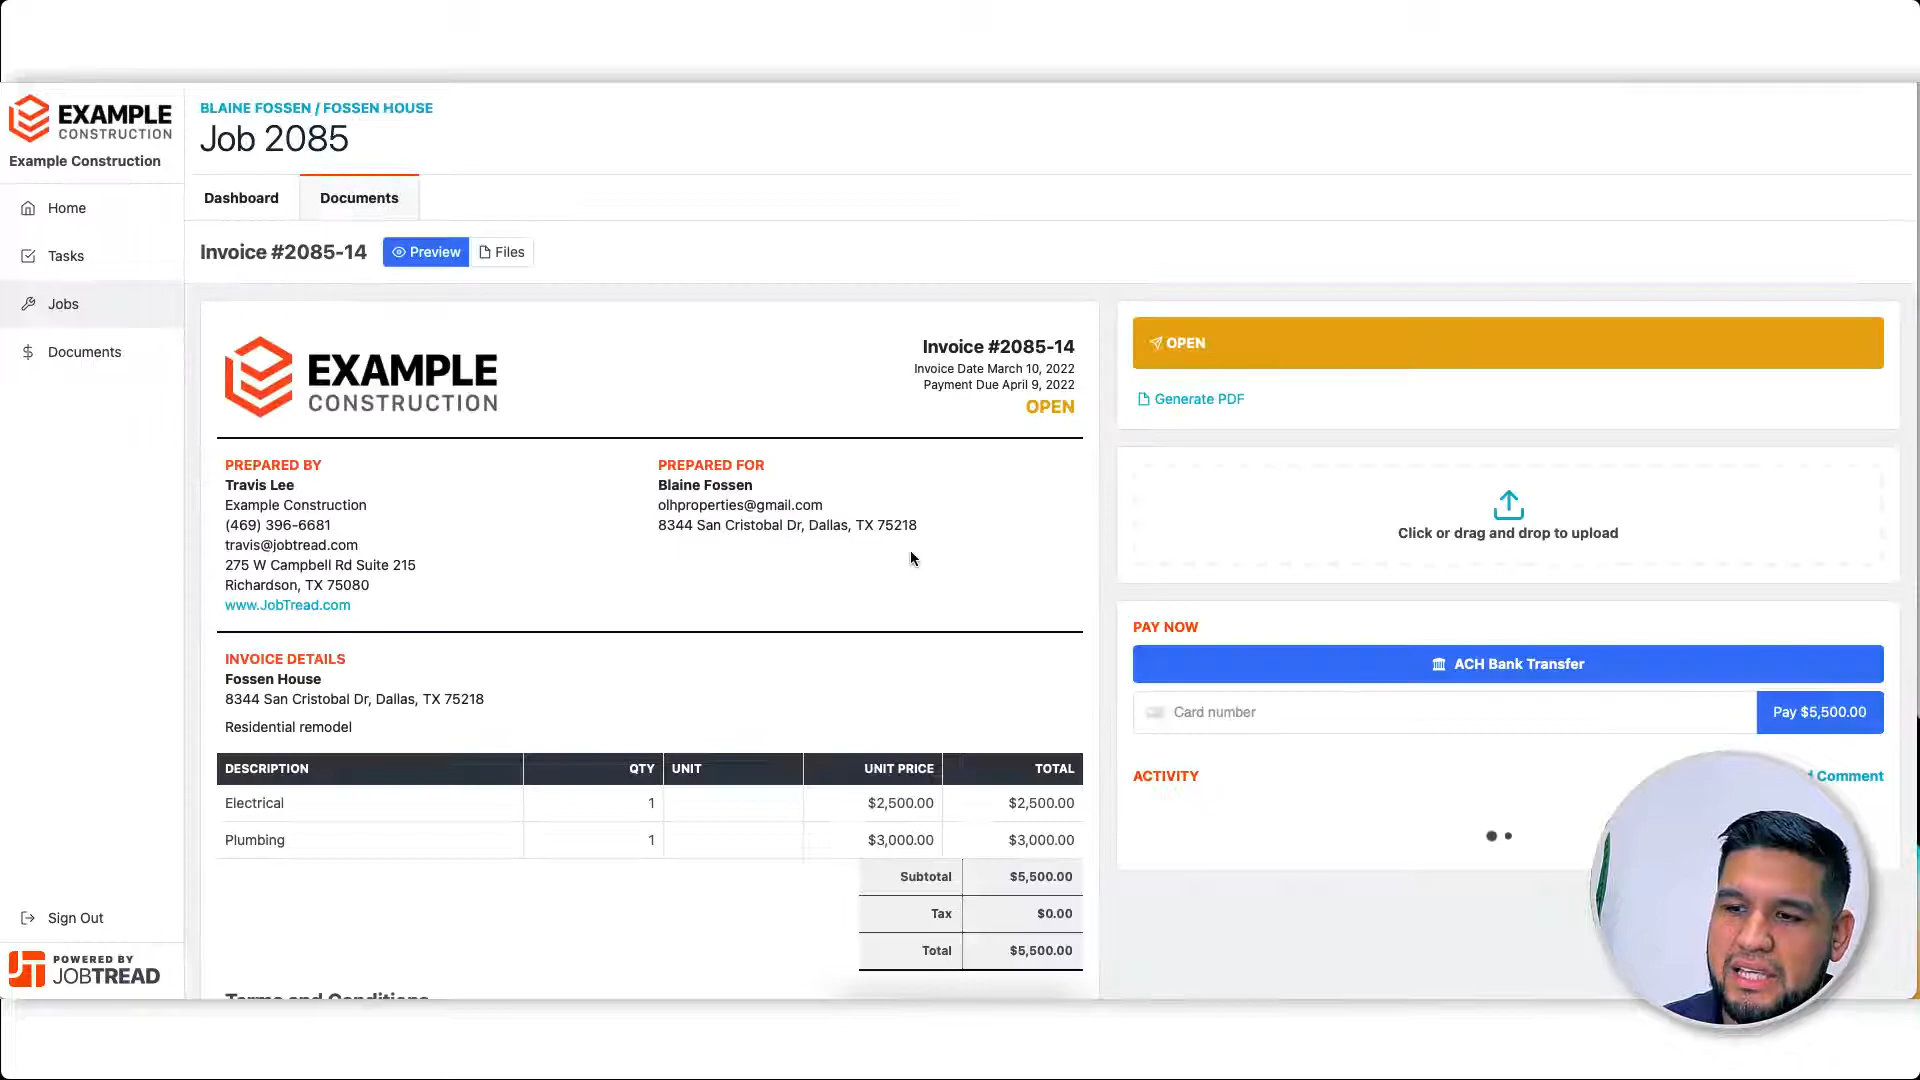 EXAMPLE
CONSTRUCTION
Example Construction
Home
Tasks
Jobs
Documents
Sign Out
POWERED BY
JOBTREAD
BLAINE FOSSEN / FOSSEN HOUSE
Job 2085
Dashboard
Documents
Invoice #2085-14
Preview
Files
EXAMPLE
CONSTRUCTION
Invoice #2085-14
Invoice Date March 10, 2022
Payment Due April 9, 2022
OPEN
PREPARED BY
Travis Lee
Example Construction
(469) 396-6681
travis@jobtread.com
275 W Campbell Rd Suite 215
Richardson, TX 75080
www.JobTread.com
PREPARED FOR
Blaine Fossen
olhproperties@gmail.com
8344 San Cristobal Dr, Dallas, TX 75218
INVOICE DETAILS
Fossen House
8344 San Cristobal Dr, Dallas, TX 75218
Residential remodel
DESCRIPTION QTY UNIT UNIT PRICE TOTAL
Electrical 1 $2,500.00 $2,500.00
Plumbing 1 $3,000.00 $3,000.00
Subtotal $5,500.00
Tax $0.00
Total $5,500.00
Terms and Conditions
OPEN
Generate PDF
Click or drag and drop to upload
PAY NOW
ACH Bank Transfer
Card number
Pay $5,500.00
ACTIVITY
Comment